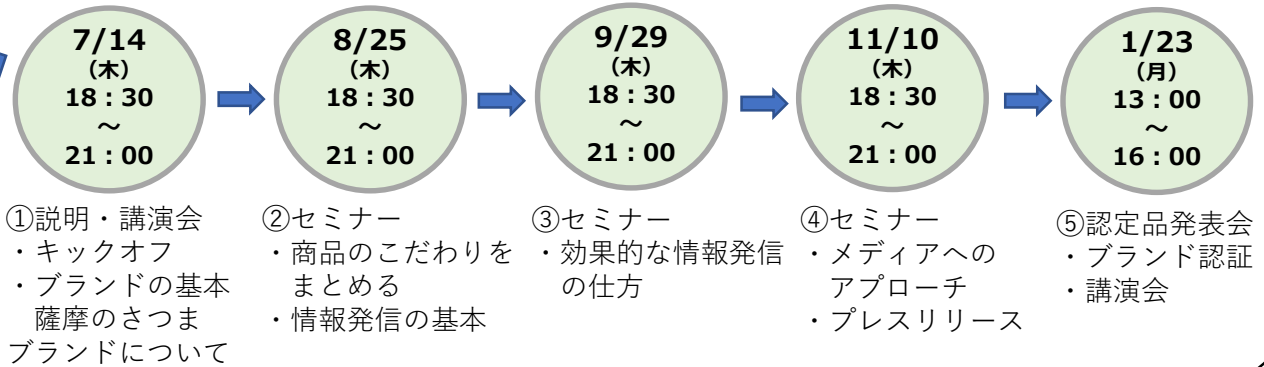 7/14
（木）
18：30
～
21：00
8/25
（木）
18：30
～
21：00
9/29
（木）
18：30
～
21：00
11/10
（木）
18：30
～
21：00
1/23
（月）
13：00
～
16：00
①説明・講演会
・キックオフ
・ブランドの基本
薩摩のさつま
ブランドについて
②セミナー
・商品のこだわりを
まとめる
・情報発信の基本
③セミナー
・効果的な情報発信
の仕方
④セミナー
・メディアへの
アプローチ
・プレスリリース
⑤認定品発表会
・ブランド認証
・講演会